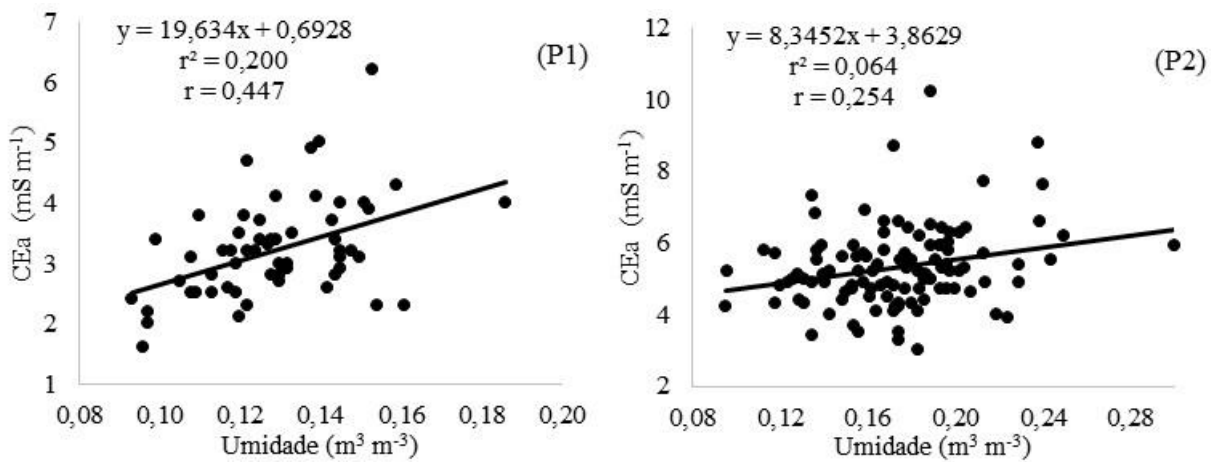 y = 19,634x + 0,6928
r² = 0,200
r = 0,447
(P1)
CEa (mS m⁻¹)
7
6
5
4
3
2
1
0,08 0,10 0,12 0,14 0,16 0,18 0,20
Umidade (m³ m⁻³)
y = 8,3452x + 3,8629
r² = 0,064
r = 0,254
(P2)
CEa (mS m⁻¹)
12
10
8
6
4
2
0,08 0,12 0,16 0,20 0,24 0,28
Umidade (m³ m⁻³)